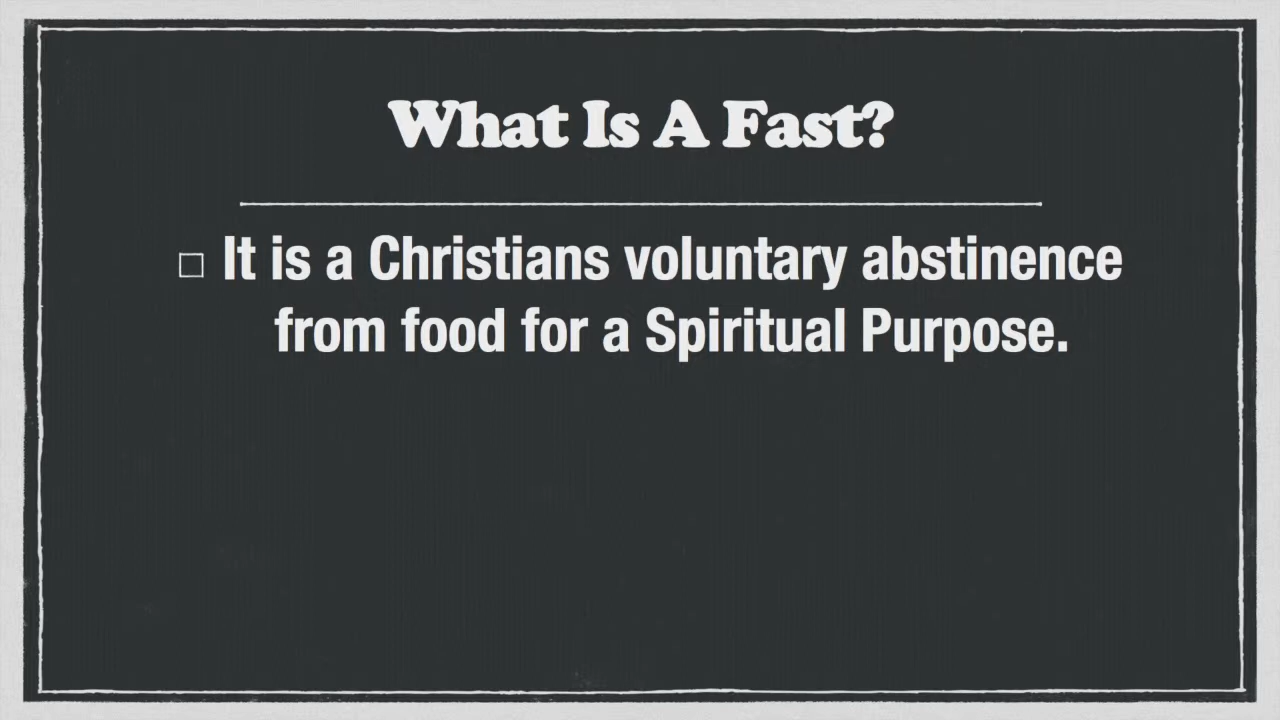 What Is A Fast?
It is a Christians voluntary abstinence
from food for a Spiritual Purpose.